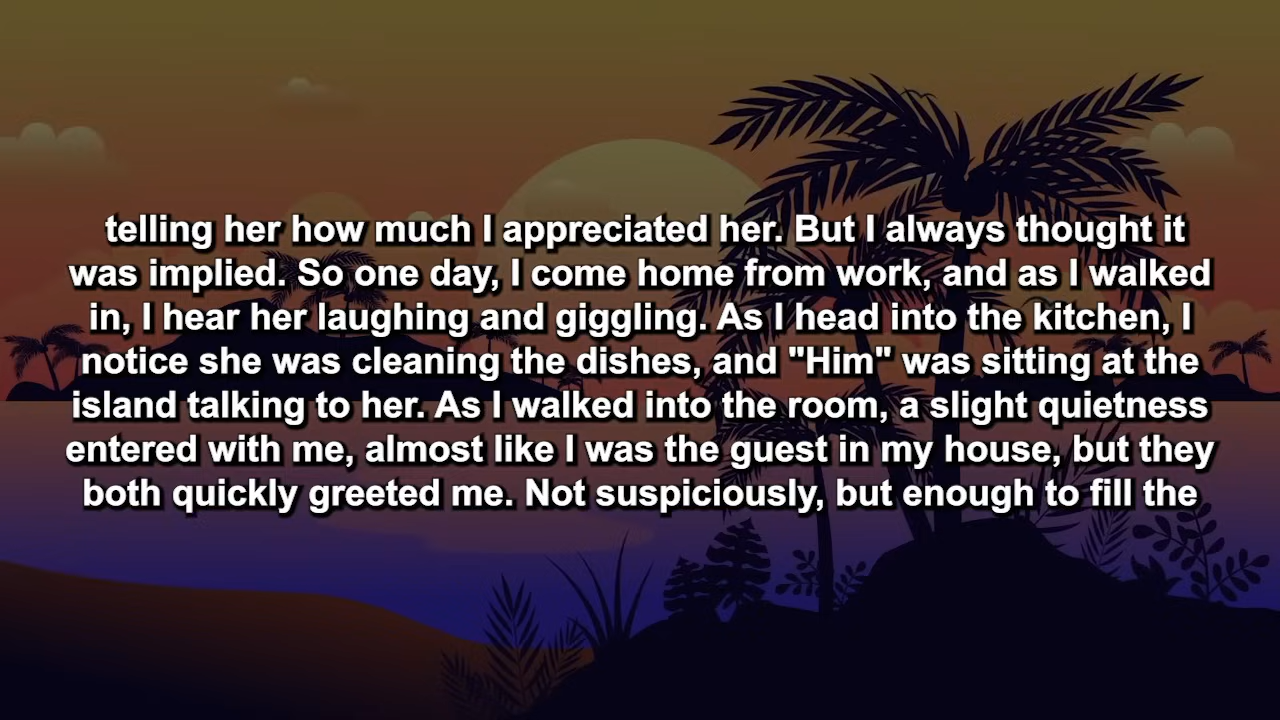 telling her how much I appreciated her. But I always thought it
was implied. So one day, I come home from work, and as I walked
in, I hear her laughing and giggling. As I head into the kitchen, I
notice she was cleaning the dishes, and "Him" was sitting at the
island talking to her. As I walked into the room, a slight quietness
entered with me, almost like I was the guest in my house, but they
both quickly greeted me. Not suspiciously, but enough to fill the